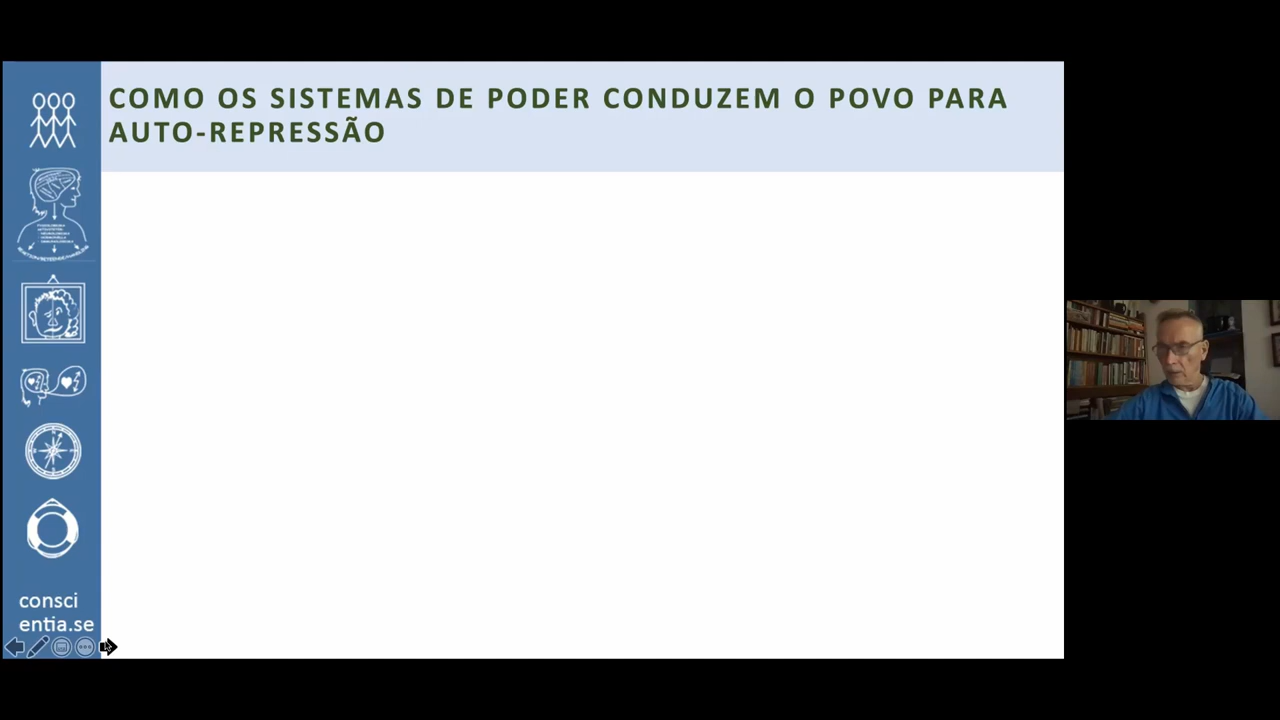 COMO OS SISTEMAS DE PODER CONDUZEM O POVO PARA
AUTO-REPRESSÃO
consci
entia.se